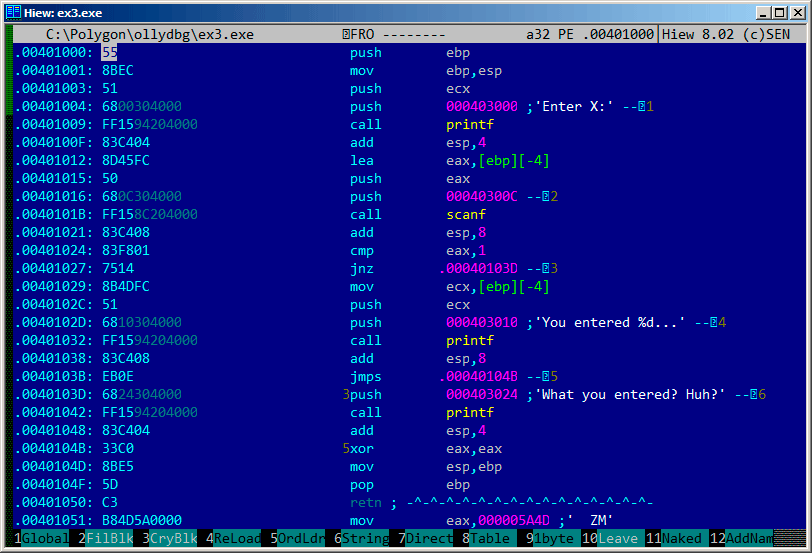 Hiew: ex3.exe
C:\Polygon\ollydbg\ex3.exe FRO -------- a32 PE .00401000 Hiew 8.02 (c)SEN
.00401000: 55 push ebp
.00401001: 8BEC mov ebp,esp
.00401003: 51 push ecx
.00401004: 6800304000 push 000403000 ;'Enter X:' --1
.00401009: FF1594204000 call printf
.0040100F: 83C404 add esp,4
.00401012: 8D45FC lea eax,[ebp][-4]
.00401015: 50 push eax
.00401016: 680C304000 push 00040300C --2
.0040101B: FF158C204000 call scanf
.00401021: 83C408 add esp,8
.00401024: 83F801 cmp eax,1
.00401027: 7514 jnz .00040103D --3
.00401029: 8B4DFC mov ecx,[ebp][-4]
.0040102C: 51 push ecx
.0040102D: 6810304000 push 000403010 ;'You entered %d...' --4
.00401032: FF1594204000 call printf
.00401038: 83C408 add esp,8
.0040103B: EB0E jmps .00040104B --5
.0040103D: 6824304000 3push 000403024 ;'What you entered? Huh?' --6
.00401042: FF1594204000 call printf
.00401048: 83C404 add esp,4
.0040104B: 33C0 5xor eax,eax
.0040104D: 8BE5 mov esp,ebp
.0040104F: 5D pop ebp
.00401050: C3 retn ; -^-^-^-^-^-^-^-^-^-^-^-^-^-^-^-
.00401051: B84D5A0000 mov eax,000005A4D ;' ZM'
1Global 2FilBlk 3CryBlk 4ReLoad 5OrdLdr 6String 7Direct 8Table 91byte 10Leave 11Naked 12AddNam